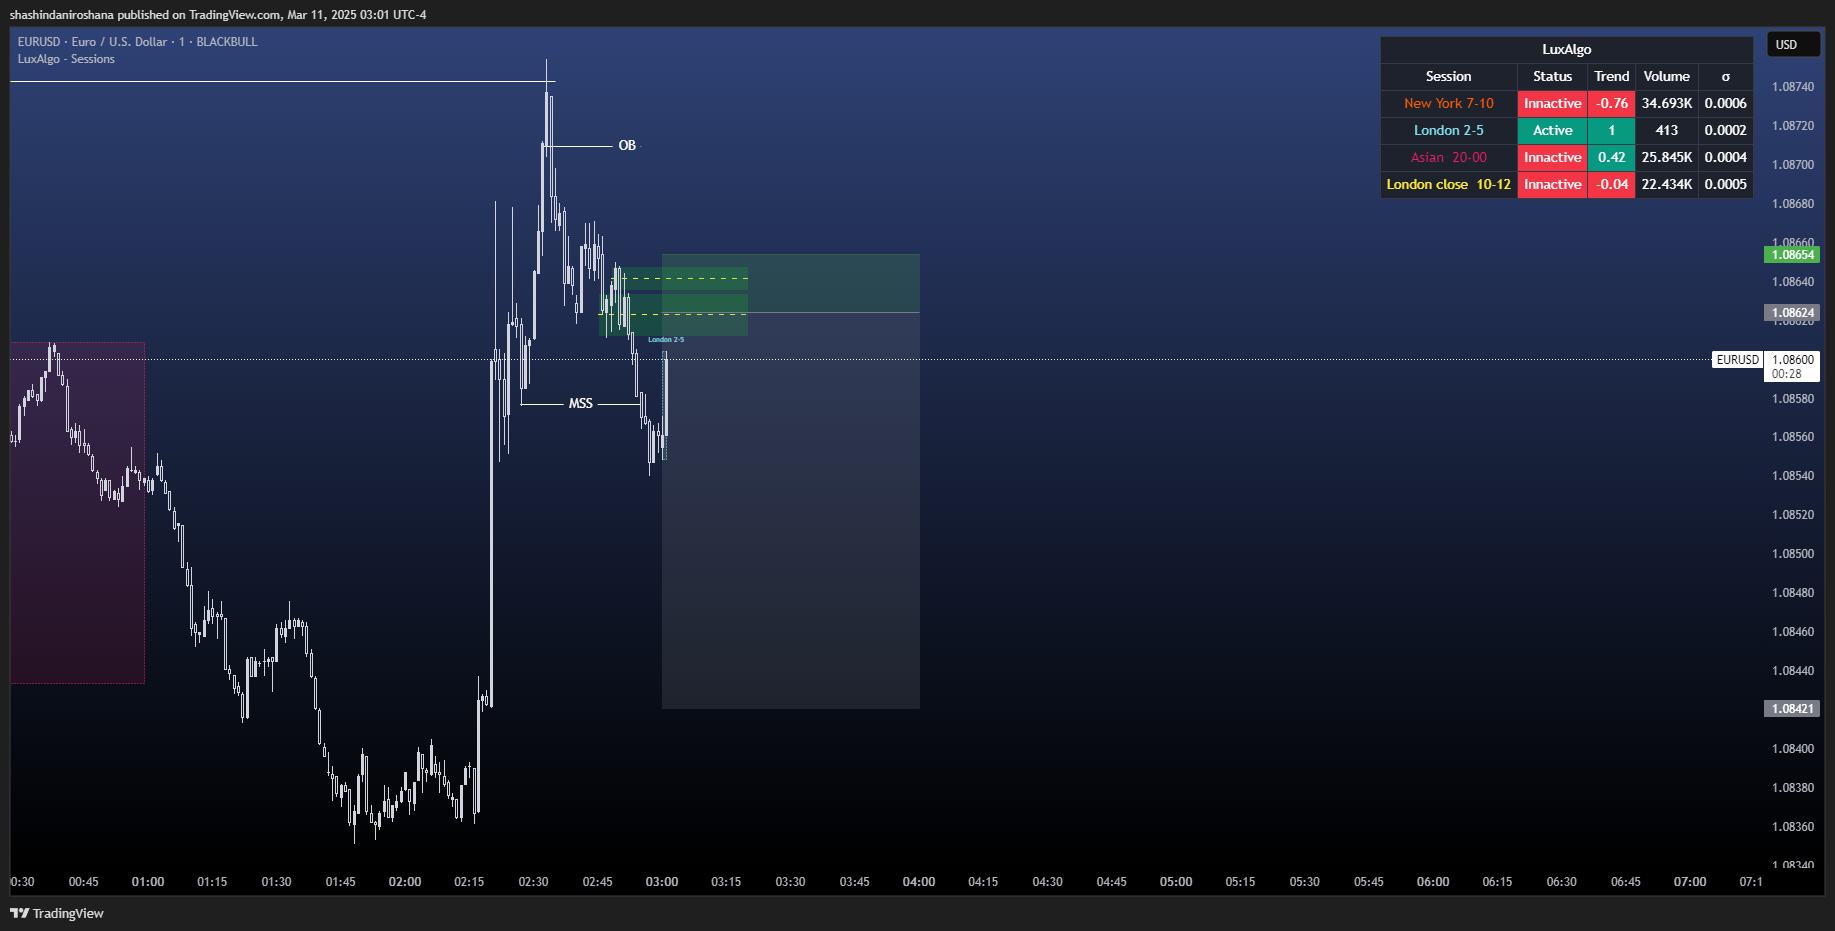 shashindaniroshana published on TradingView.com, Mar 11, 2025 03:01 UTC-4
EURUSD · Euro / U.S. Dollar · 1 · BLACKBULL
LuxAlgo - Sessions
USD
LuxAlgo
Session Status Trend Volume σ
New York 7-10 Innactive -0.76 34.693K 0.0006
London 2-5 Active 1 413 0.0002
Asian 20-00 Innactive 0.42 25.845K 0.0004
London close 10-12 Innactive -0.04 22.434K 0.0005
OB
London 2-5
MSS
1.08740
1.08720
1.08700
1.08680
1.08660
1.08654
1.08640
1.08624
1.08620
EURUSD 1.08600
00:28
1.08580
1.08560
1.08540
1.08520
1.08500
1.08480
1.08460
1.08440
1.08421
1.08400
1.08380
1.08360
1.08340
0:30 00:45 01:00 01:15 01:30 01:45 02:00 02:15 02:30 02:45 03:00 03:15 03:30 03:45 04:00 04:15 04:30 04:45 05:00 05:15 05:30 05:45 06:00 06:15 06:30 06:45 07:00 07:1
TradingView